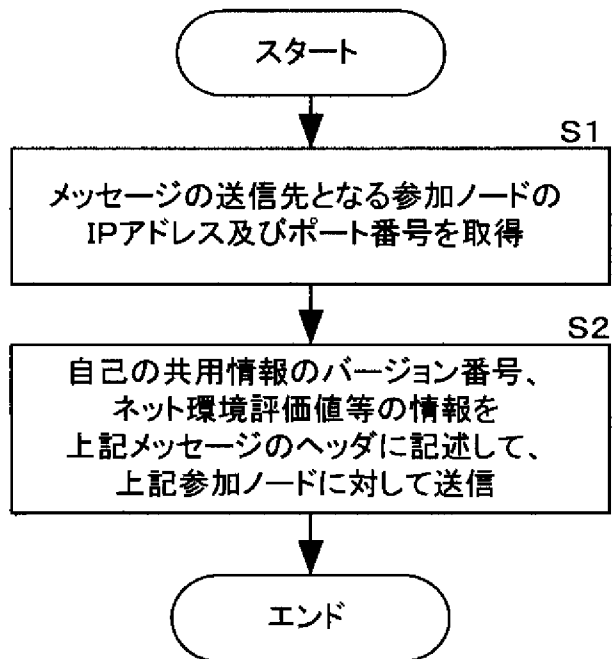 スタート
S1
メッセージの送信先となる参加ノードの
IPアドレス及びポート番号を取得
S2
自己の共用情報のバージョン番号、
ネット環境評価値等の情報を
上記メッセージのヘッダに記述して、
上記参加ノードに対して送信
エンド